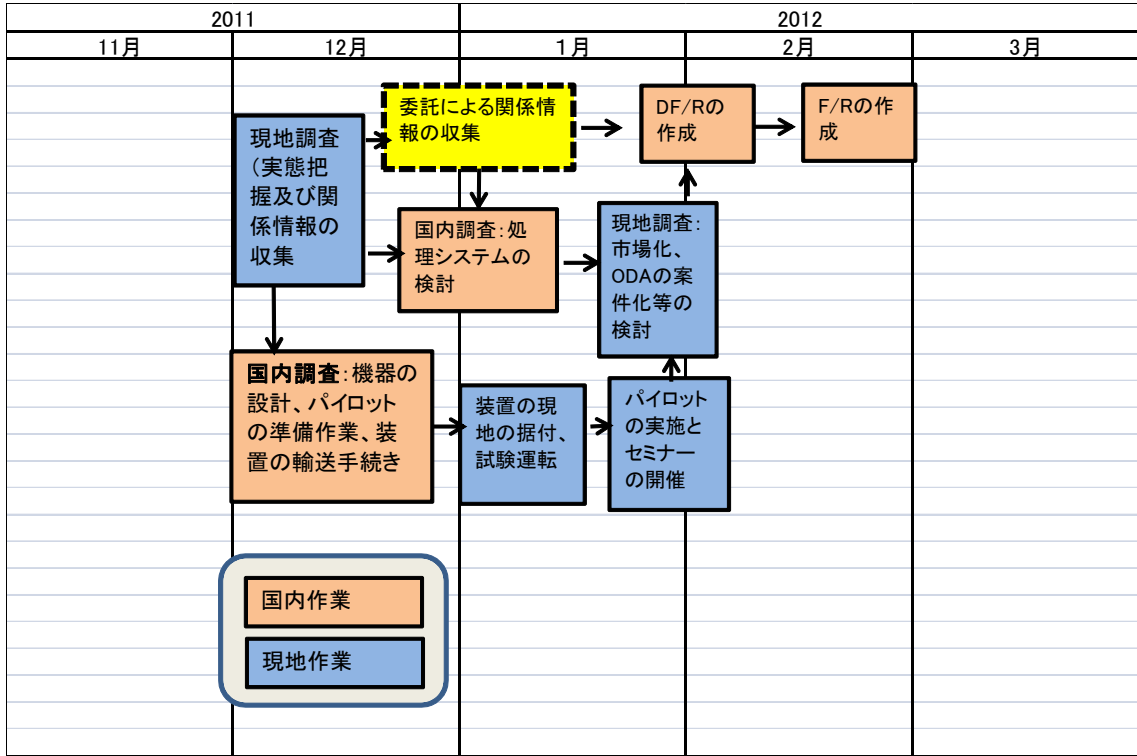 2011
2012
11月
12月
1月
2月
3月
現地調査
(実態把
握及び関
係情報の
収集
委託による関係情
報の収集
DF/Rの
作成
F/Rの作
成
国内調査:処
理システムの
検討
現地調査:
市場化、
ODAの案
件化等の
検討
国内調査:機器の
設計、パイロット
の準備作業、装
置の輸送手続き
装置の現
地の据付、
試験運転
パイロット
の実施と
セミナー
の開催
国内作業
現地作業